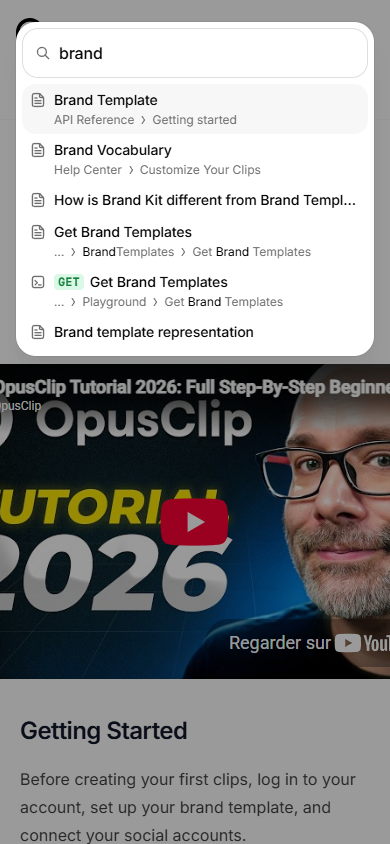 brand
Brand Template
API Reference › Getting started
Brand Vocabulary
Help Center › Customize Your Clips
How is Brand Kit different from Brand Templ...
Get Brand Templates
... › BrandTemplates › Get Brand Templates
GET Get Brand Templates
... › Playground › Get Brand Templates
Brand template representation
OpusClip Tutorial 2026: Full Step-By-Step Beginne
OpusClip
OpusClip
TUTORIAL
2026
Regarder sur YouT
Getting Started
Before creating your first clips, log in to your
account, set up your brand template, and
connect your social accounts.